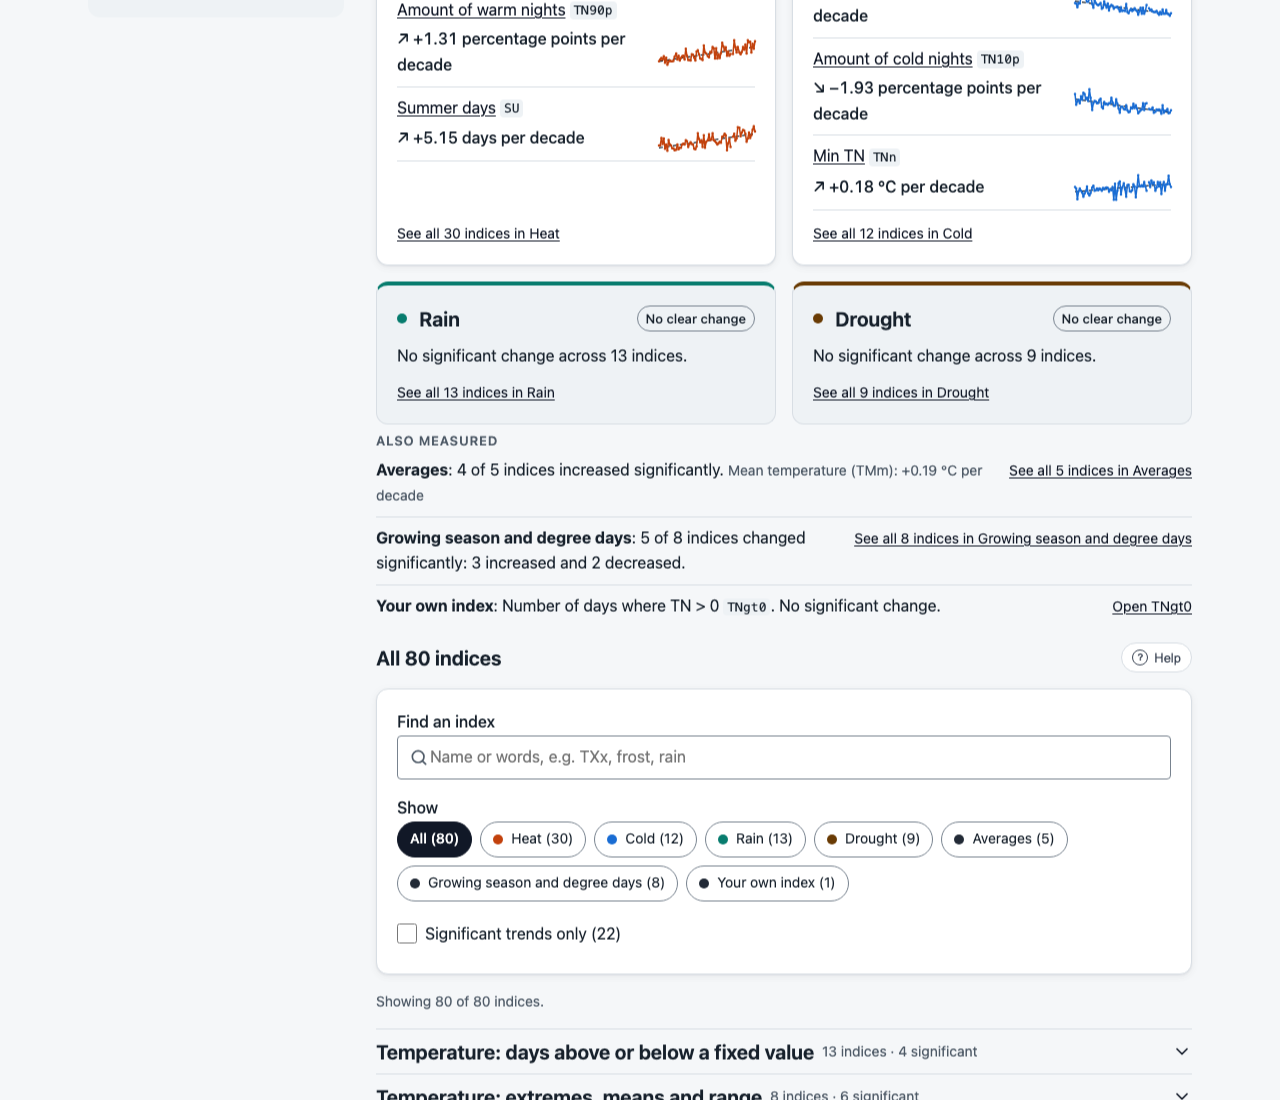 Amount of warm nights TN90p
↗ +1.31 percentage points per
decade
Summer days SU
↗ +5.15 days per decade
See all 30 indices in Heat
decade
Amount of cold nights TN10p
↘ −1.93 percentage points per
decade
Min TN TNn
↗ +0.18 °C per decade
See all 12 indices in Cold
Rain No clear change
No significant change across 13 indices.
See all 13 indices in Rain
Drought No clear change
No significant change across 9 indices.
See all 9 indices in Drought
ALSO MEASURED
Averages: 4 of 5 indices increased significantly. Mean temperature (TMm): +0.19 °C per
decade
See all 5 indices in Averages
Growing season and degree days: 5 of 8 indices changed
significantly: 3 increased and 2 decreased.
See all 8 indices in Growing season and degree days
Your own index: Number of days where TN > 0 TNgt0 . No significant change.
Open TNgt0
All 80 indices
? Help
Find an index
Name or words, e.g. TXx, frost, rain
Show
All (80) Heat (30) Cold (12) Rain (13) Drought (9) Averages (5)
Growing season and degree days (8) Your own index (1)
Significant trends only (22)
Showing 80 of 80 indices.
Temperature: days above or below a fixed value 13 indices · 4 significant
Temperature: extremes, means and range 8 indices · 6 significant